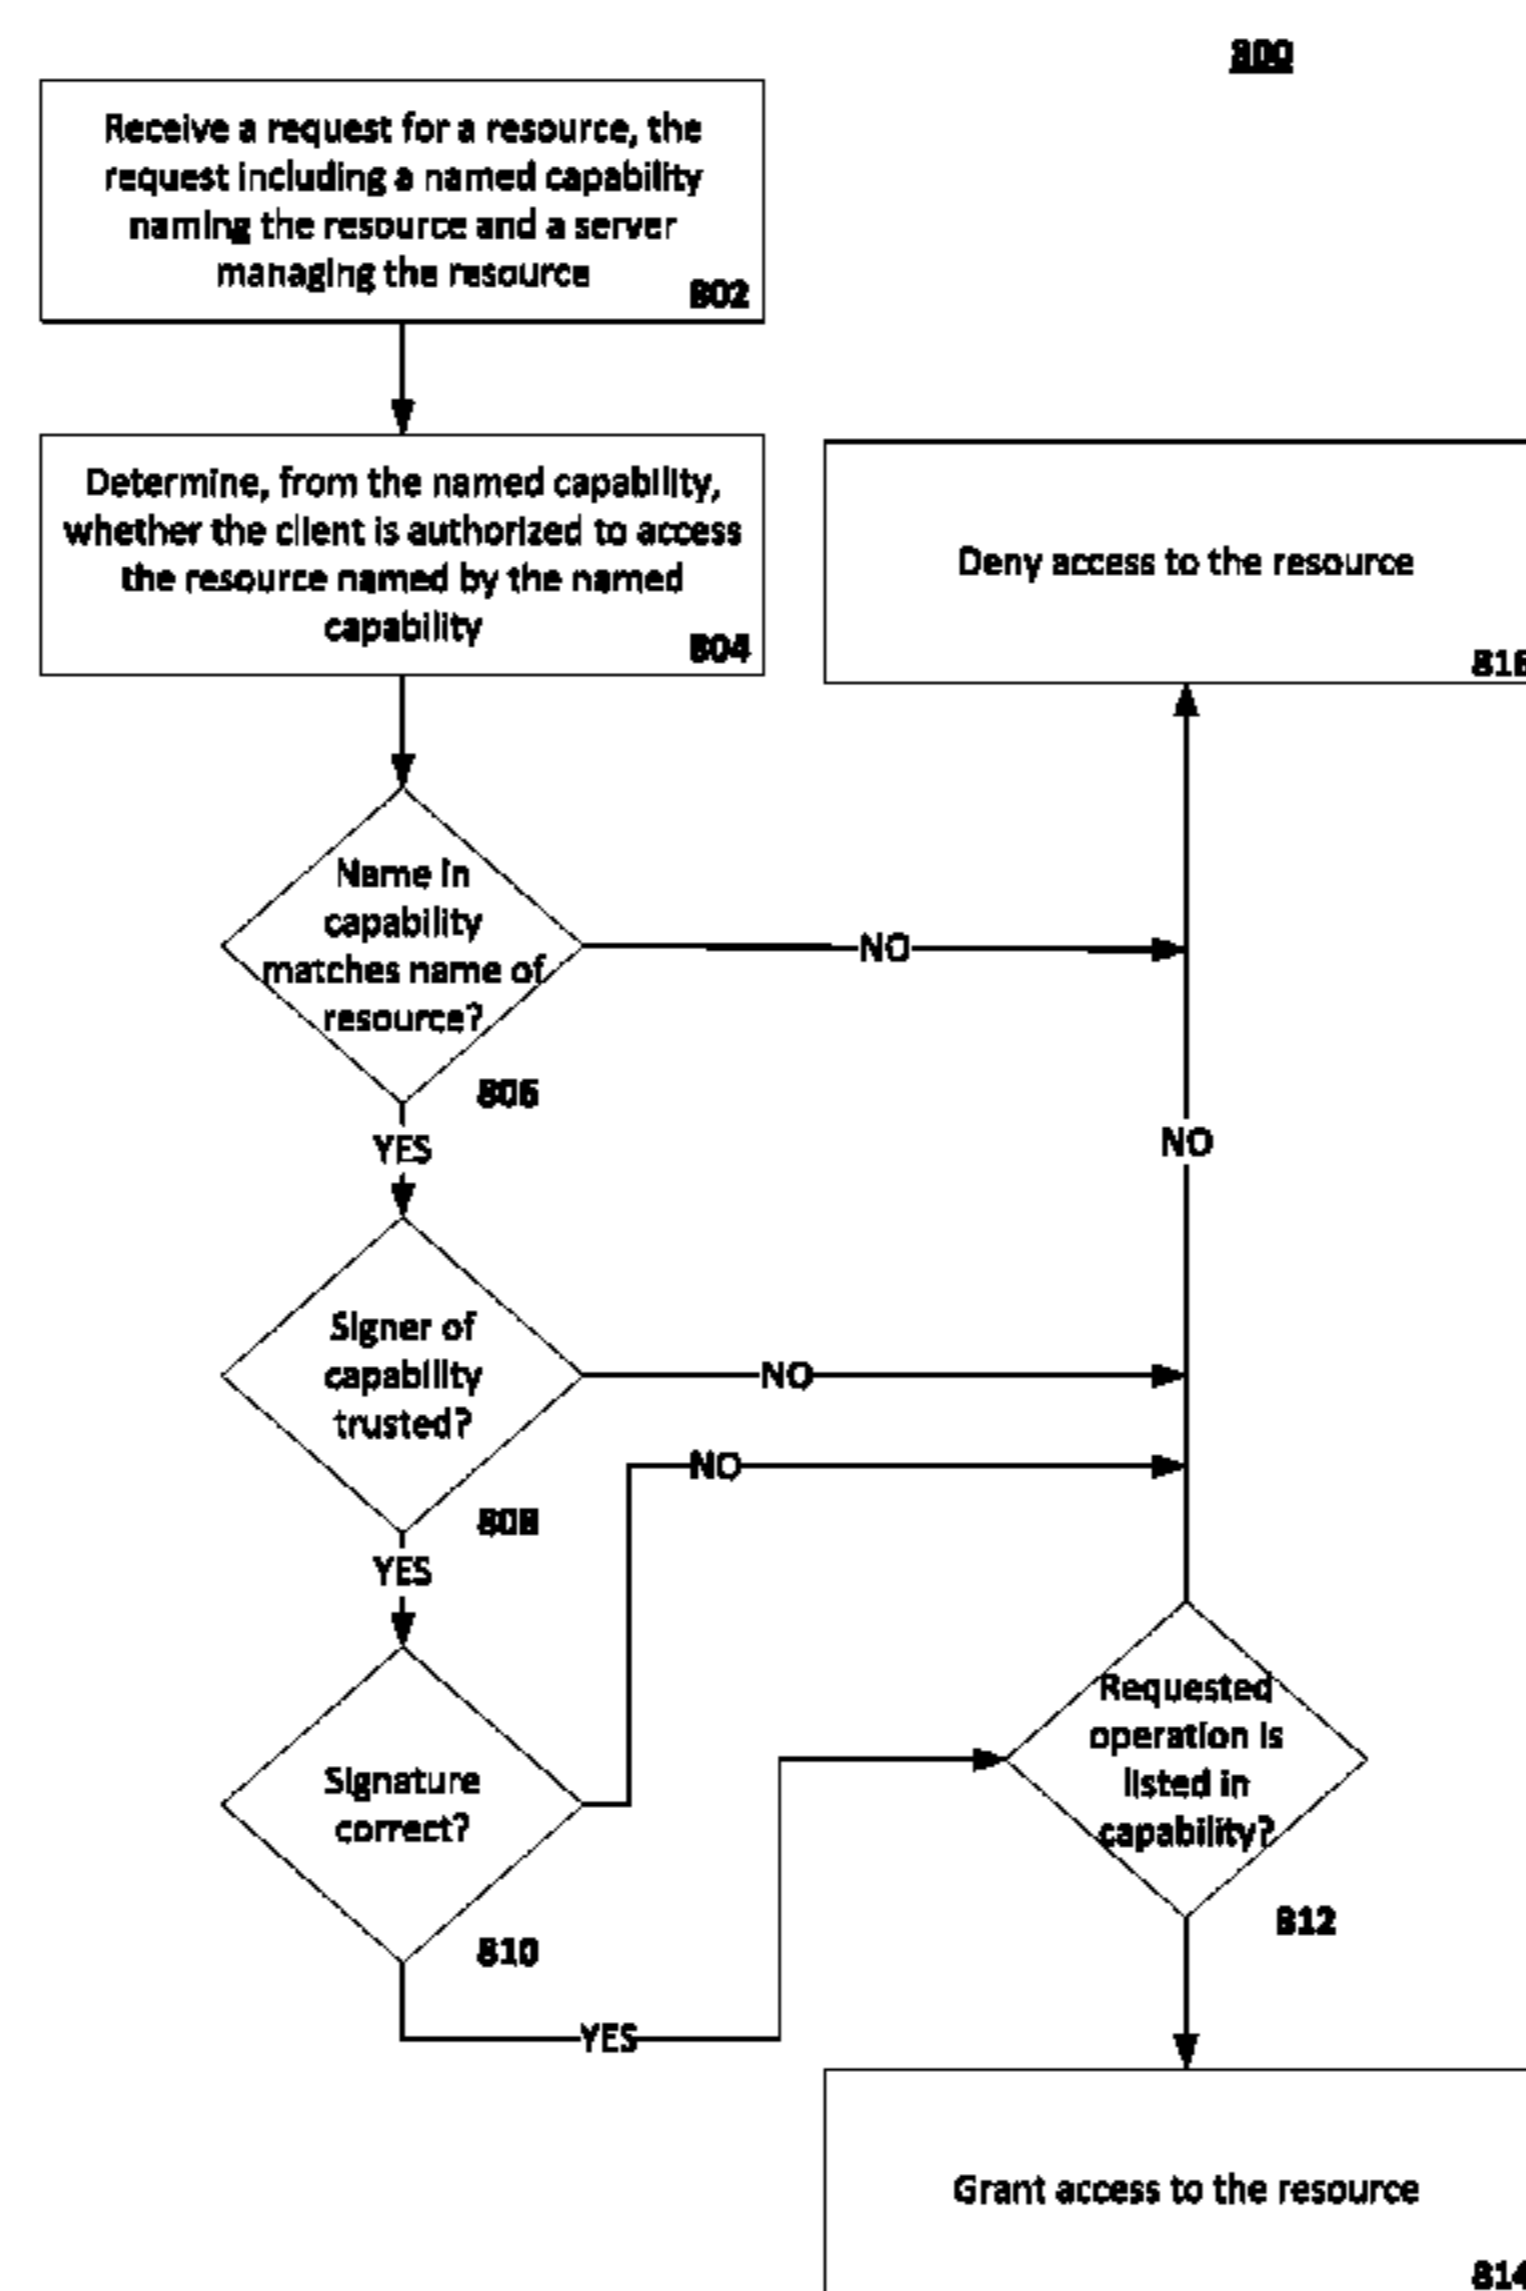 800
Receive a request for a resource, the
request including a named capability
naming the resource and a server
managing the resource
802
Determine, from the named capability,
whether the client is authorized to access
the resource named by the named
capability
804
Deny access to the resource
816
Name in
capability
matches name of
resource?
806
NO
YES
NO
Signer of
capability
trusted?
808
NO
NO
YES
Signature
correct?
810
YES
Requested
operation is
listed in
capability?
812
Grant access to the resource
814